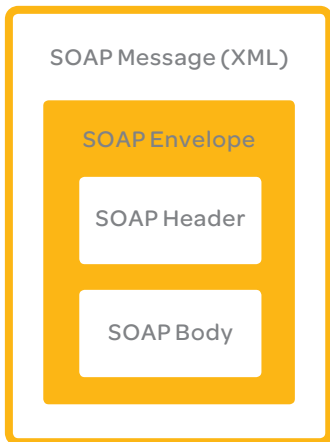 SOAP Message (XML)
SOAP Envelope
SOAP Header
SOAP Body